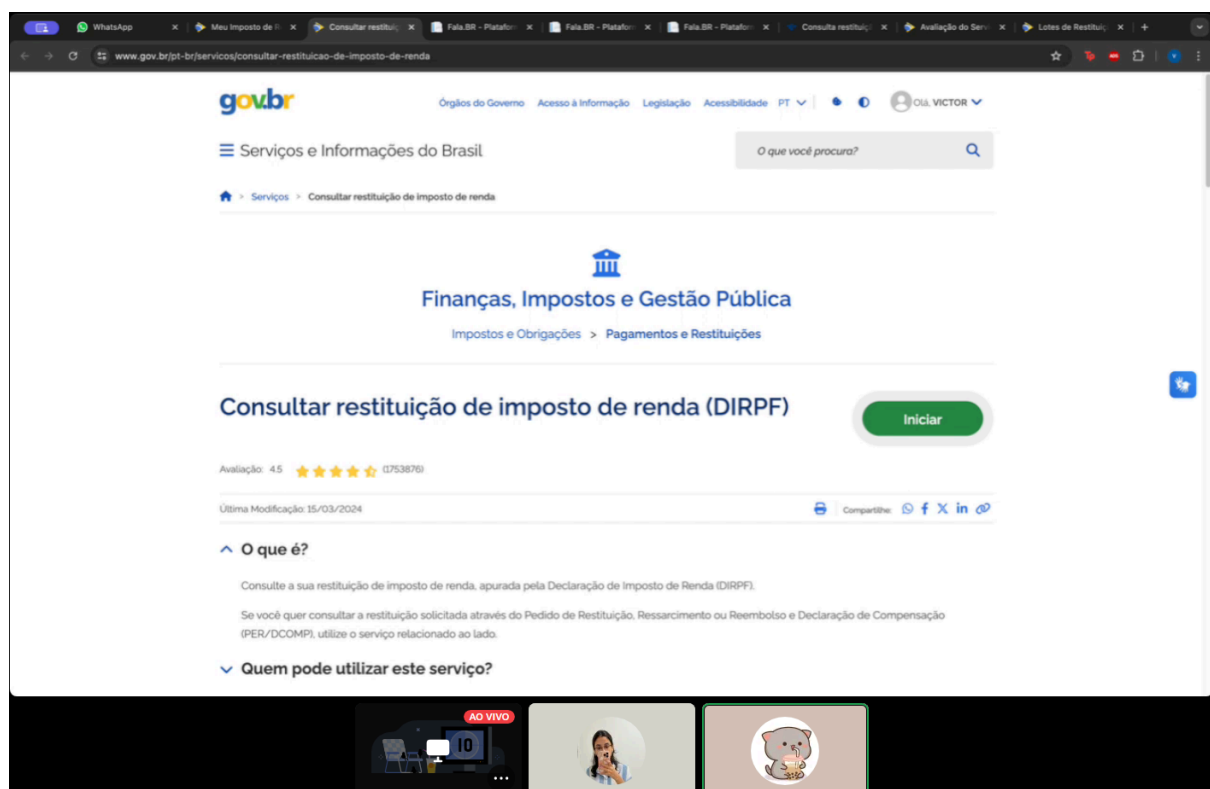 WhatsApp
Meu Imposto de R
Consultar restituiç
Fala.BR - Plataform
Fala.BR - Plataform
Fala.BR - Plataform
Consulta restituiçã
Avaliação do Servi
Lotes de Restituiç
www.gov.br/pt-br/servicos/consultar-restituicao-de-imposto-de-renda
gov.br
Órgãos do Governo Acesso à Informação Legislação Acessibilidade PT
Olá, VICTOR
Serviços e Informações do Brasil
O que você procura?
> Serviços > Consultar restituição de imposto de renda
Finanças, Impostos e Gestão Pública
Impostos e Obrigações > Pagamentos e Restituições
Consultar restituição de imposto de renda (DIRPF)
Iniciar
Avaliação: 4.5 (1753876)
Última Modificação: 15/03/2024
Compartilhe:
O que é?
Consulte a sua restituição de imposto de renda, apurada pela Declaração de Imposto de Renda (DIRPF).
Se você quer consultar a restituição solicitada através do Pedido de Restituição, Ressarcimento ou Reembolso e Declaração de Compensação
(PER/DCOMP), utilize o serviço relacionado ao lado.
Quem pode utilizar este serviço?
AO VIVO
10